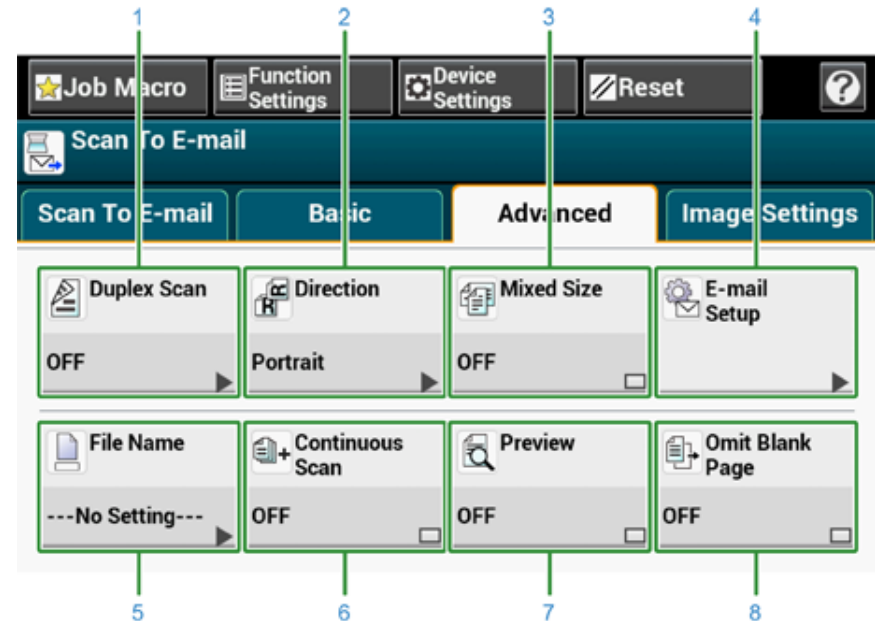 1 2 3 4
Job Macro Function Settings Device Settings Reset ?
Scan To E-mail
Scan To E-mail Basic Advanced Image Settings
Duplex Scan
OFF
Direction
Portrait
Mixed Size
OFF
E-mail
Setup
File Name
---No Setting---
Continuous
Scan
OFF
Preview
OFF
Omit Blank
Page
OFF
5 6 7 8